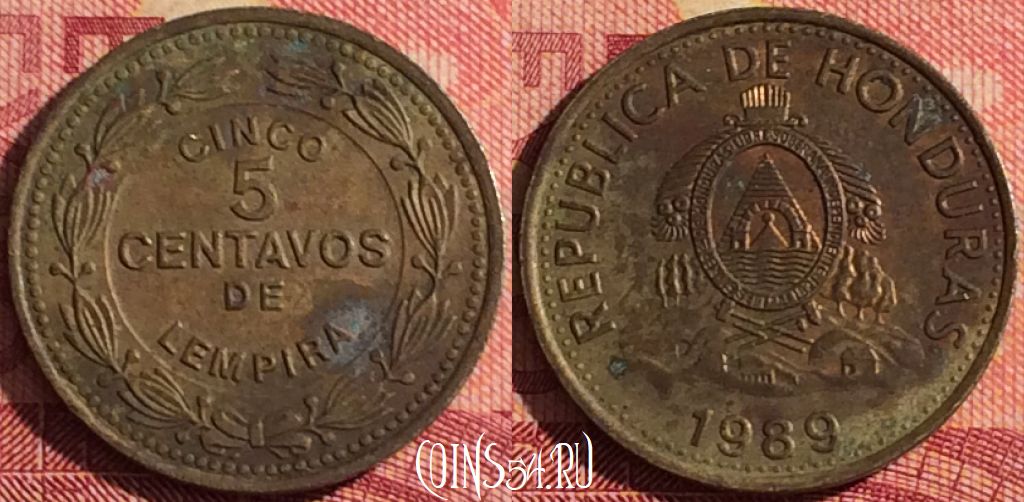 CINCO
5
CENTAVOS
DE
LEMPIRA
REPUBLICA DE HONDURAS
1989
COINS54.RU